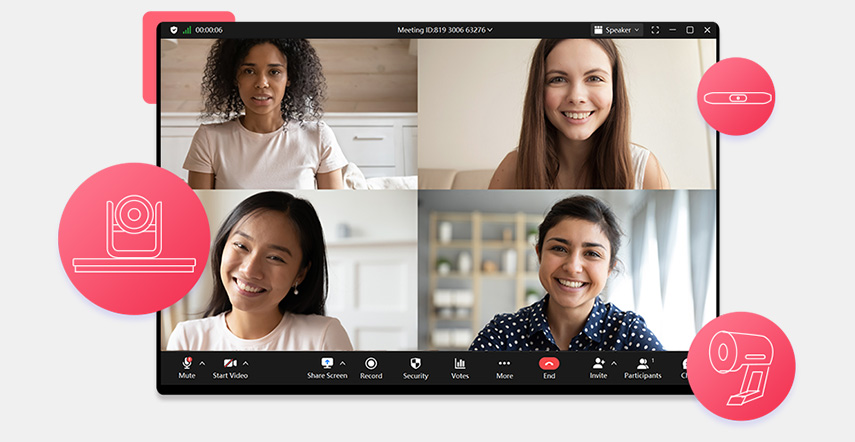 00:00:06 Meeting ID:819 3006 63276 Speaker
Mute Start Video Share Screen Record Security Votes More End Invite Participants 1